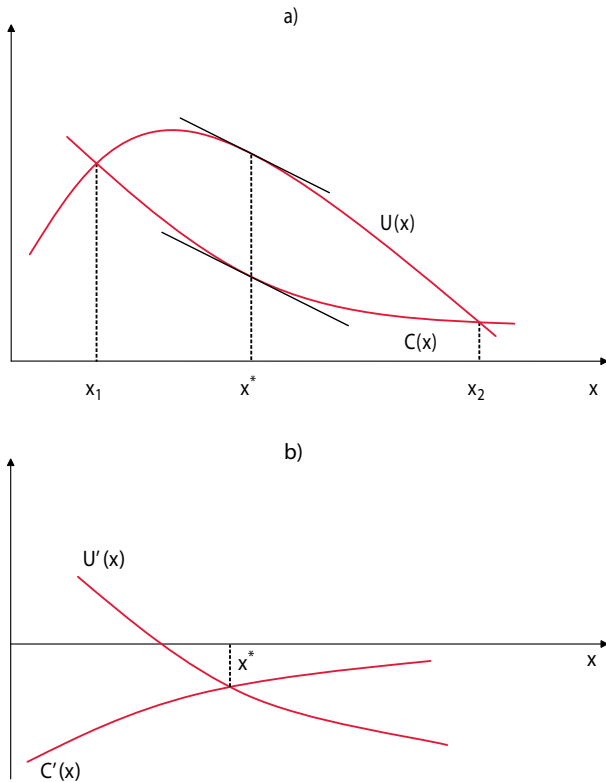 a)
U(x)
C(x)
x₁ x* x₂ x
b)
U′(x)
x* x
C′(x)